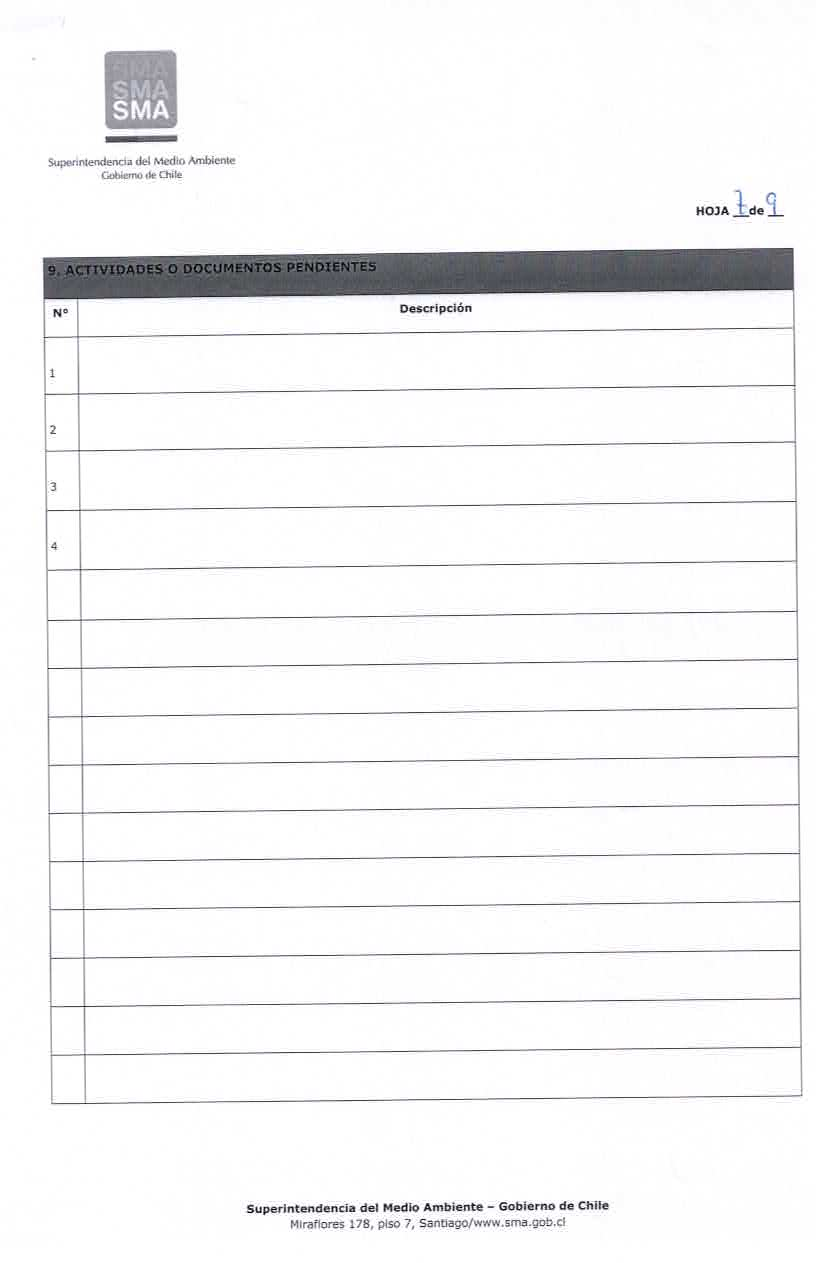 SMA
SMA
SMA
Superintendencia del Medio Ambiente
Gobierno de Chile
HOJA 7 de 9
9. ACTIVIDADES O DOCUMENTOS PENDIENTES
Nº Descripción
1
2
3
4
Superintendencia del Medio Ambiente – Gobierno de Chile
Miraflores 178, piso 7, Santiago/www.sma.gob.cl